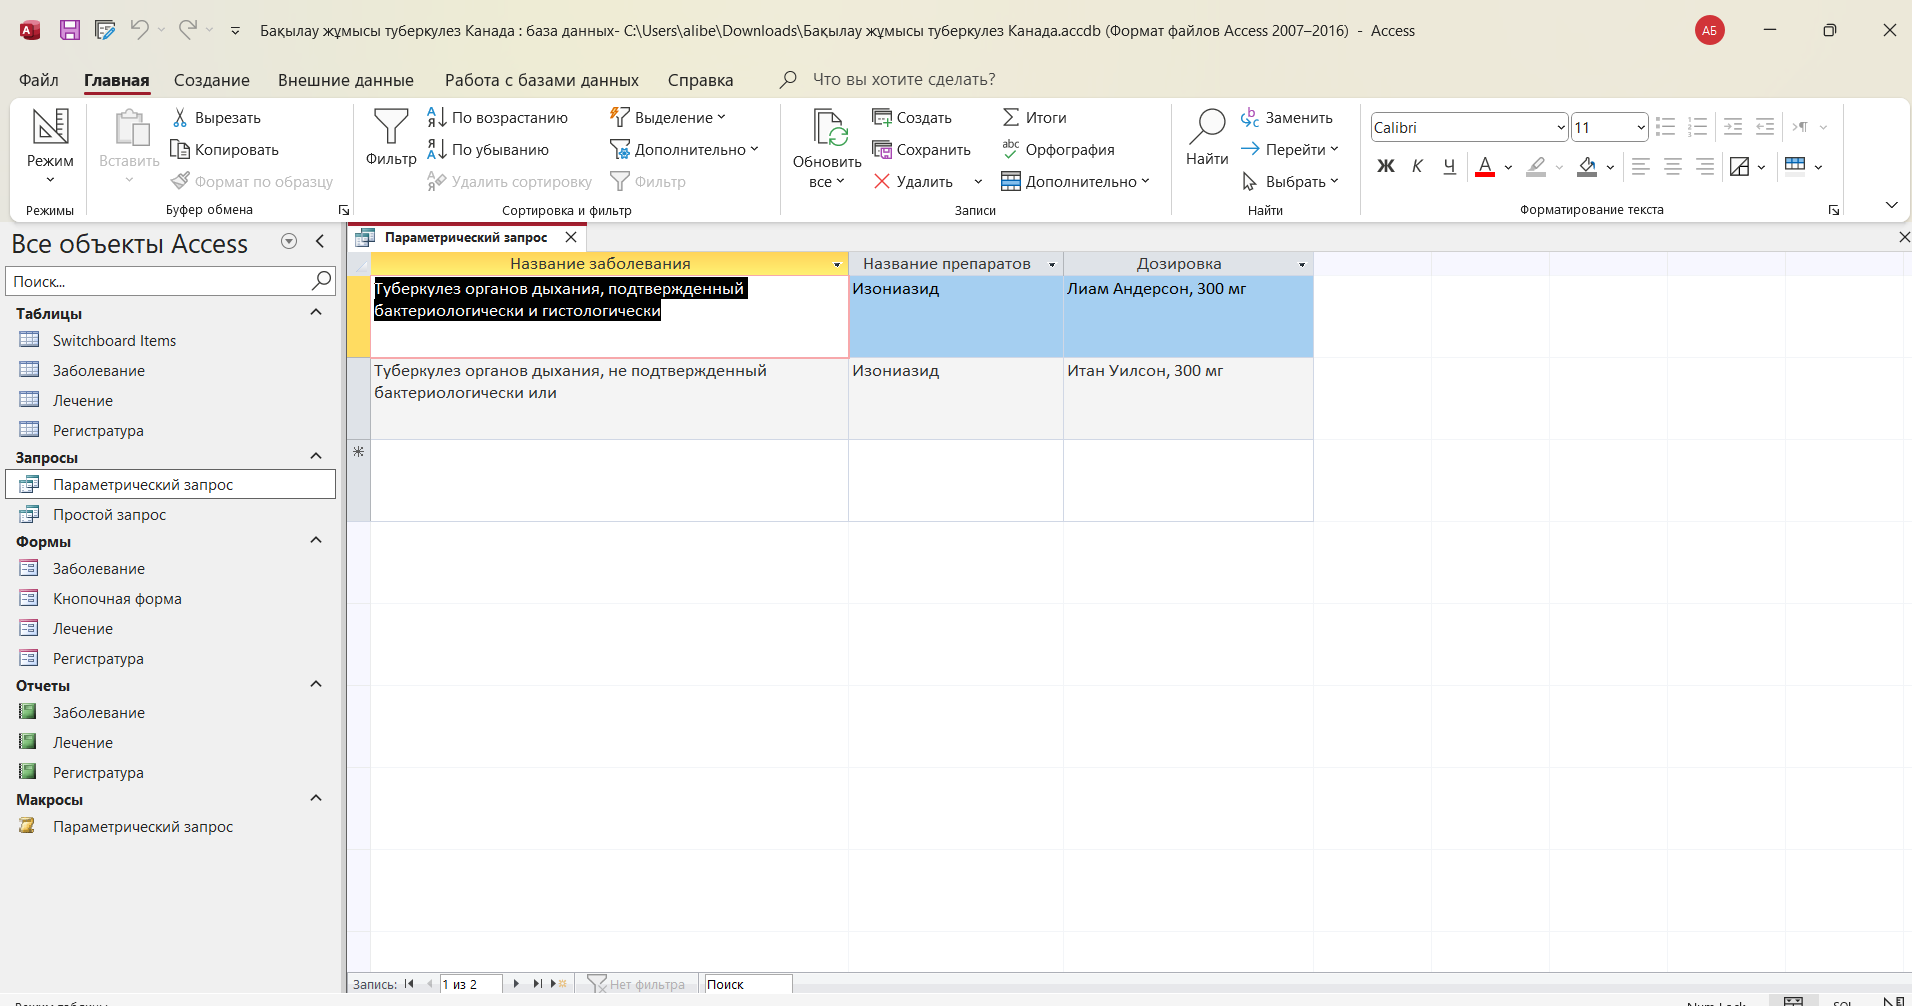 Бақылау жұмысы туберкулез Канада : база данных- C:\Users\alibe\Downloads\Бақылау жұмысы туберкулез Канада.accdb (Формат файлов Access 2007–2016) - Access
АБ
Файл Главная Создание Внешние данные Работа с базами данных Справка Что вы хотите сделать?
Режим
Режимы
Вставить
Вырезать
Копировать
Формат по образцу
Буфер обмена
Фильтр
По возрастанию
По убыванию
Удалить сортировку
Выделение
Дополнительно
Фильтр
Сортировка и фильтр
Обновить
все
Создать
Сохранить
Удалить
Итоги
Орфография
Дополнительно
Записи
Найти
Заменить
Перейти
Выбрать
Найти
Calibri 11
Ж К Ч А
Форматирование текста
Все объекты Access
Поиск...
Таблицы
Switchboard Items
Заболевание
Лечение
Регистратура
Запросы
Параметрический запрос
Простой запрос
Формы
Заболевание
Кнопочная форма
Лечение
Регистратура
Отчеты
Заболевание
Лечение
Регистратура
Макросы
Параметрический запрос
Параметрический запрос
Название заболевания Название препаратов Дозировка
Туберкулез органов дыхания, подтвержденный Изониазид Лиам Андерсон, 300 мг
бактериологически и гистологически
Туберкулез органов дыхания, не подтвержденный Изониазид Итан Уилсон, 300 мг
бактериологически или
Запись: 1 из 2 Нет фильтра Поиск